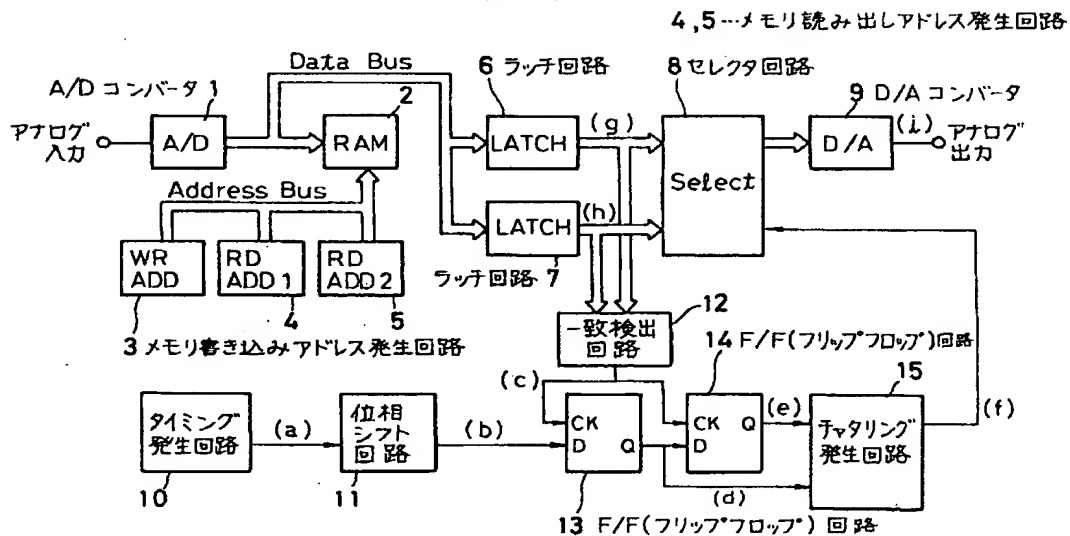 4,5…メモリ読み出しアドレス発生回路
Data Bus
6 ラッチ回路
8 セレクタ回路
A/D コンバータ 1
2
9 D/A コンバータ
アナログ
入力
A/D
RAM
LATCH
(g)
Select
D/A
(i)
アナログ
出力
Address Bus
LATCH
(h)
WR
ADD
RD
ADD 1
RD
ADD 2
ラッチ回路 7
4
5
12
3 メモリ書き込みアドレス発生回路
一致検出
回路
14 F/F(フリップフロップ)回路
15
(c)
タイミング
発生回路
(a)
位相
シフト
回路
(b)
CK
D
Q
CK
D
Q
(e)
チャタリング
発生回路
(f)
(d)
10
11
13 F/F(フリップフロップ) 回路